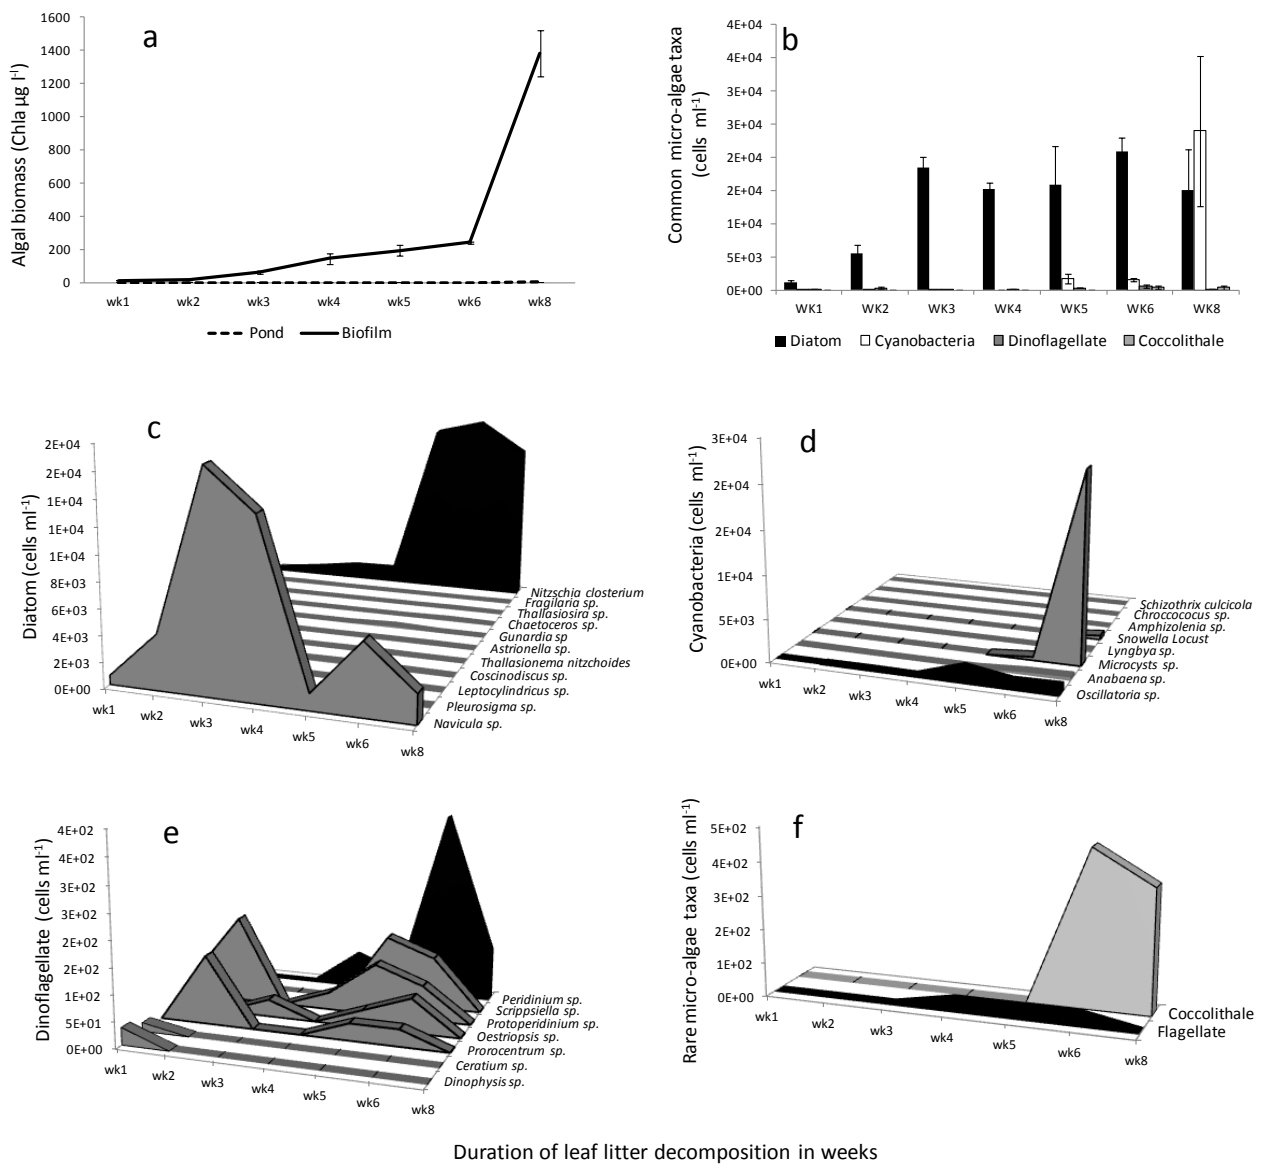 a
1600
1400
1200
1000
800
600
400
200
0
Algal biomass (Chla µg l-1)
wk1 wk2 wk3 wk4 wk5 wk6 wk8
Pond Biofilm
b
4E+04
4E+04
3E+04
3E+04
2E+04
2E+04
1E+04
5E+03
0E+00
Common micro-algae taxa
(cells ml-1)
WK1 WK2 WK3 WK4 WK5 WK6 WK8
Diatom Cyanobacteria Dinoflagellate Coccolithale
c
2E+04
2E+04
1E+04
1E+04
1E+04
8E+03
6E+03
4E+03
2E+03
0E+00
Diatom (cells ml-1)
wk1 wk2 wk3 wk4 wk5 wk6 wk8
Nitzschia closterium
Fragilaria sp.
Thallasiosira sp.
Chaetoceros sp.
Gunardia sp
Astrionella sp.
Thallasionema nitzchoides
Coscinodiscus sp.
Leptocylindricus sp.
Pleurosigma sp.
Navicula sp.
d
3E+04
2E+04
2E+04
1E+04
5E+03
0E+00
Cyanobacteria (cells ml-1)
wk1 wk2 wk3 wk4 wk5 wk6 wk8
Schizothrix culcicola
Chroccococus sp.
Amphizolenia sp.
Snowella Locust
Lyngbya sp.
Microcysts sp.
Anabaena sp.
Oscillatoria sp.
e
4E+02
4E+02
3E+02
3E+02
2E+02
2E+02
1E+02
5E+01
0E+00
Dinoflagellate (cells ml-1)
wk1 wk2 wk3 wk4 wk5 wk6 wk8
Peridinium sp.
Scrippsiella sp.
Protoperidinium sp.
Oestriopsis sp.
Prorocentrum sp.
Ceratium sp.
Dinophysis sp.
f
5E+02
4E+02
3E+02
2E+02
1E+02
0E+00
Rare micro-algae taxa (cells ml-1)
wk1 wk2 wk3 wk4 wk5 wk6 wk8
Coccolithale
Flagellate
Duration of leaf litter decomposition in weeks